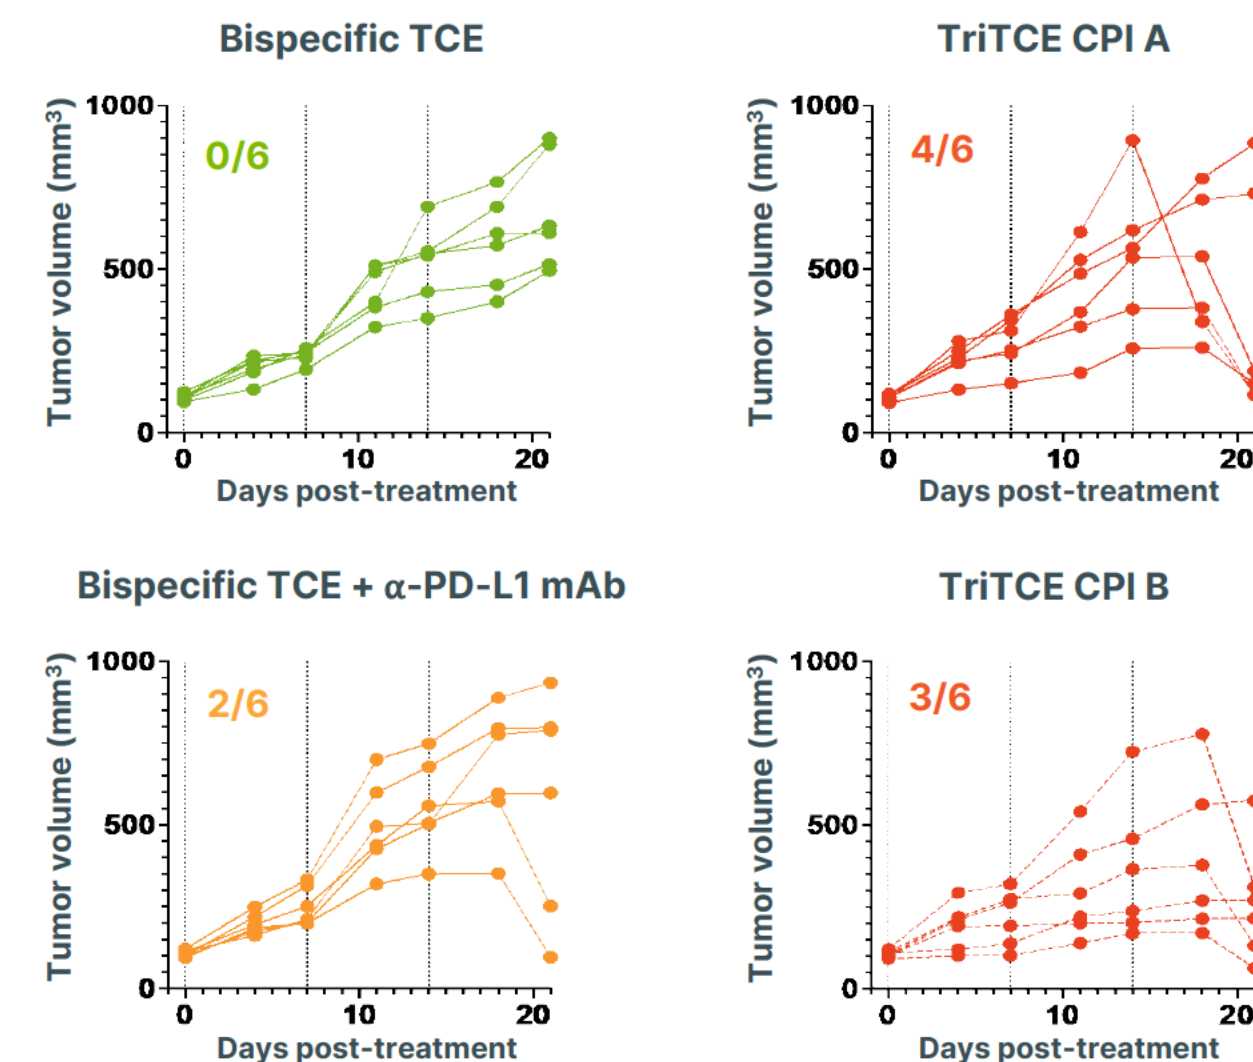 Bispecific TCE
Tumor volume (mm³)
1000
500
0
0/6
0 10 20
Days post-treatment
TriTCE CPI A
Tumor volume (mm³)
1000
500
0
4/6
0 10 20
Days post-treatment
Bispecific TCE + α-PD-L1 mAb
Tumor volume (mm³)
1000
500
0
2/6
0 10 20
Days post-treatment
TriTCE CPI B
Tumor volume (mm³)
1000
500
0
3/6
0 10 20
Days post-treatment